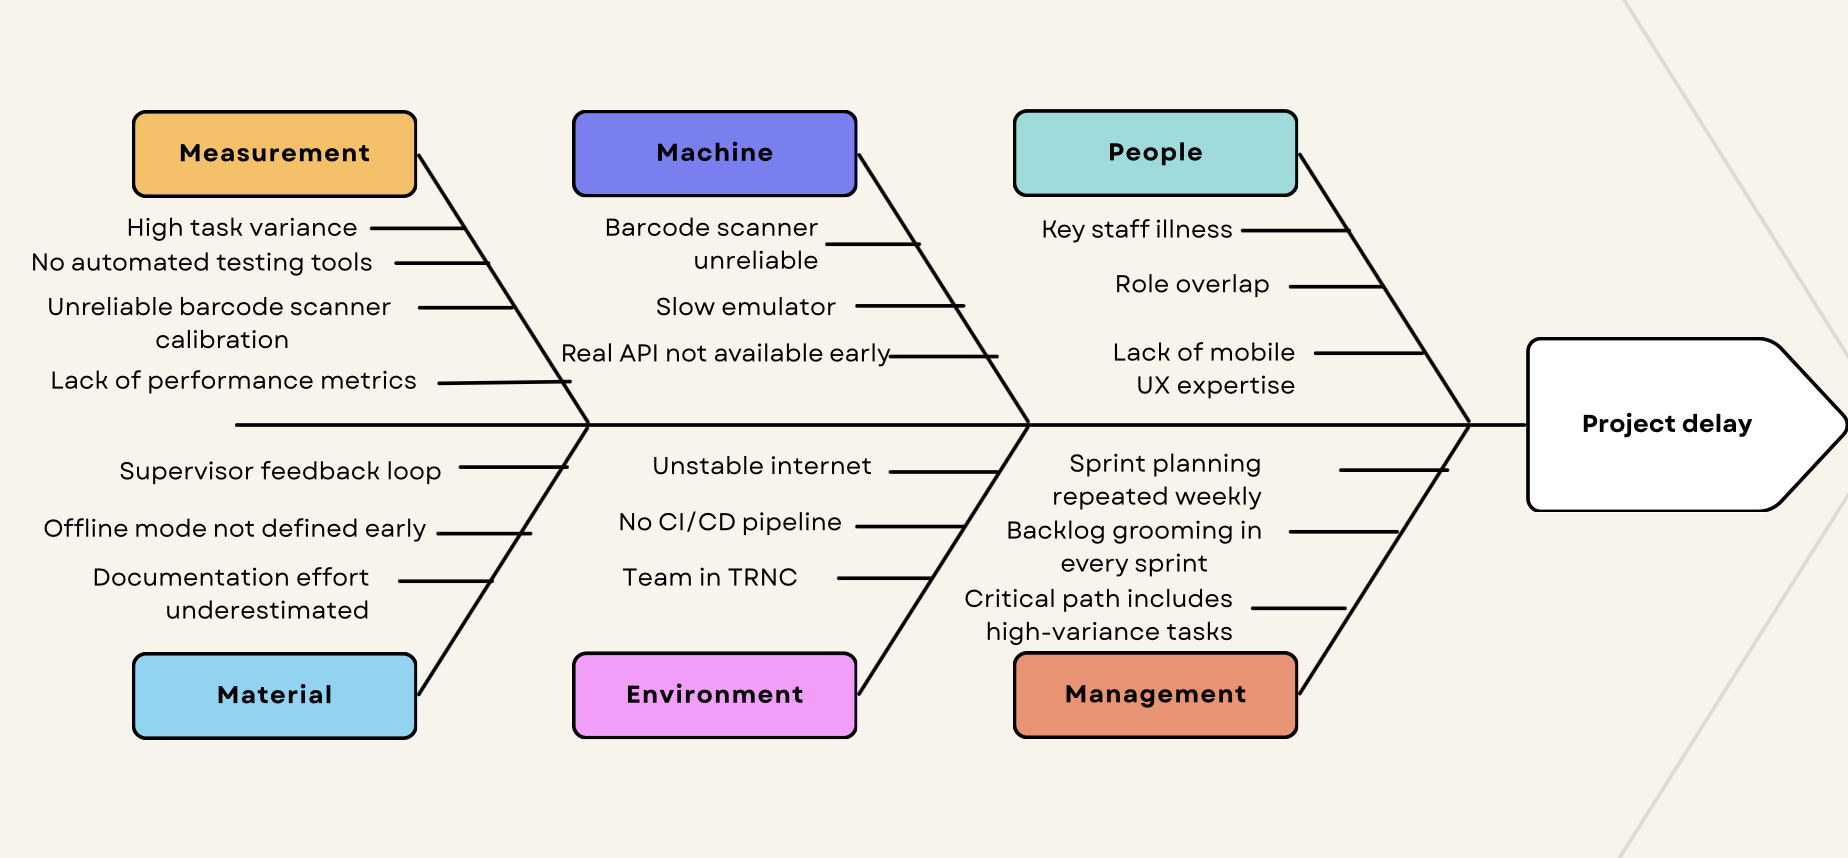 Measurement
High task variance
No automated testing tools
Unreliable barcode scanner
calibration
Lack of performance metrics
Machine
Barcode scanner
unreliable
Slow emulator
Real API not available early
People
Key staff illness
Role overlap
Lack of mobile
UX expertise
Project delay
Supervisor feedback loop
Offline mode not defined early
Documentation effort
underestimated
Material
Unstable internet
No CI/CD pipeline
Team in TRNC
Environment
Sprint planning
repeated weekly
Backlog grooming in
every sprint
Critical path includes
high-variance tasks
Management